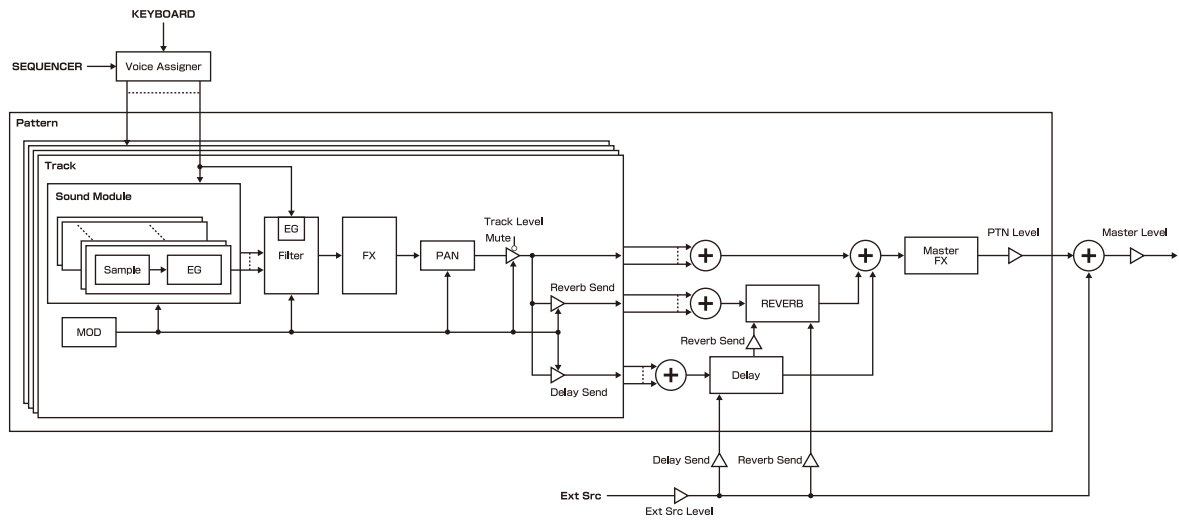 KEYBOARD
SEQUENCER
Voice Assigner
Pattern
Track
Sound Module
EG
Track Level
Mute
Sample
EG
Filter
FX
PAN
+
+
Master
FX
PTN Level
+
Master Level
Reverb Send
+
REVERB
MOD
Reverb Send
+
Delay
Delay Send
Delay Send
Reverb Send
Ext Src
Ext Src Level